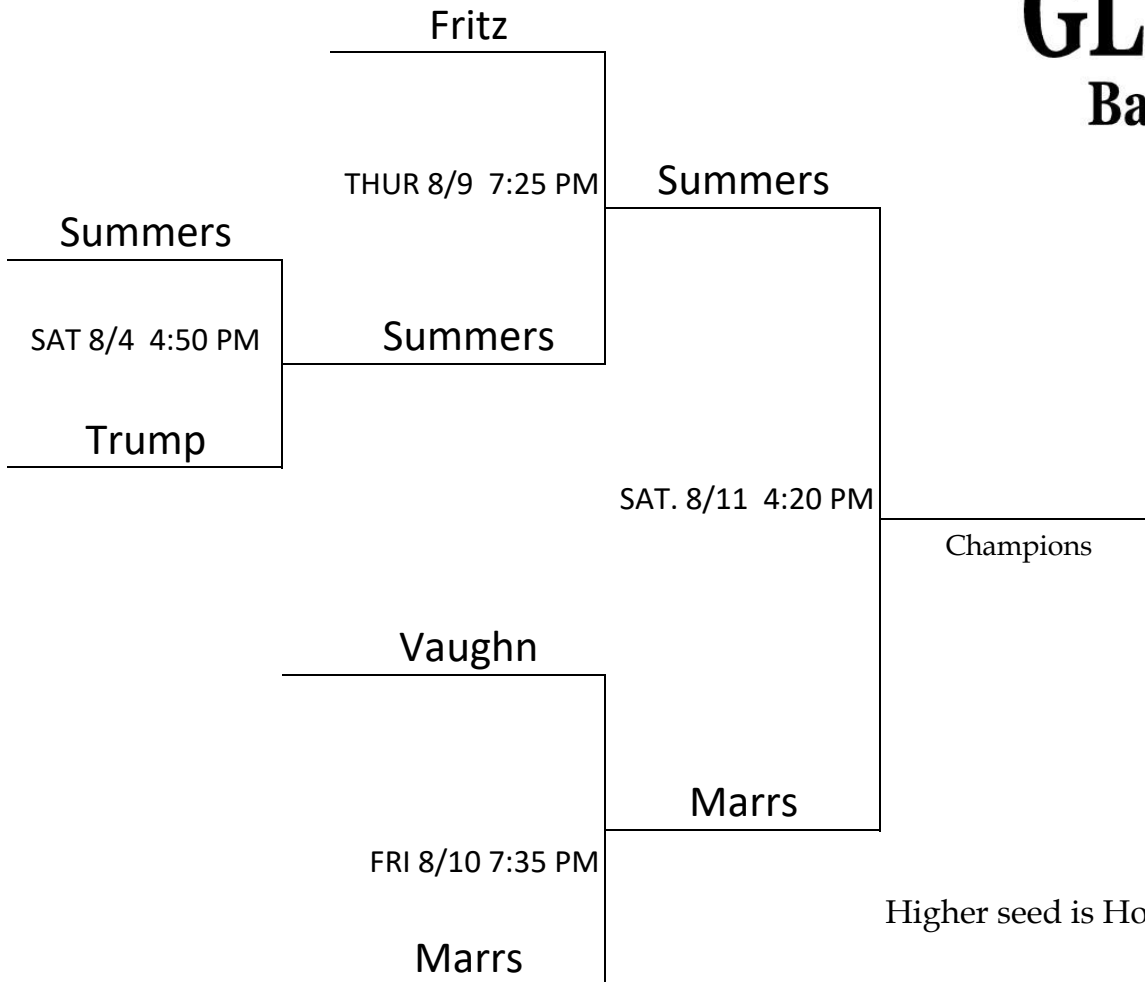 Fritz
GL
Ba
THUR 8/9 7:25 PM
Summers
Summers
SAT 8/4 4:50 PM
Summers
Trump
SAT. 8/11 4:20 PM
Champions
Vaughn
Marrs
FRI 8/10 7:35 PM
Higher seed is Ho
Marrs